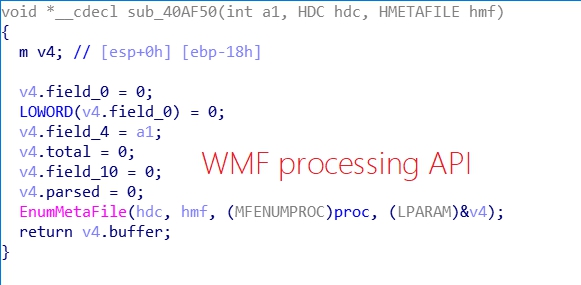 void *__cdecl sub_40AF50(int a1, HDC hdc, HMETAFILE hmf)
{
m v4; // [esp+0h] [ebp-18h]
v4.field_0 = 0;
LOWORD(v4.field_0) = 0;
v4.field_4 = a1;
v4.total = 0;
v4.field_10 = 0;
v4.parsed = 0;
WMF processing API
EnumMetaFile(hdc, hmf, (MFENUMPROC)proc, (LPARAM)&v4);
return v4.buffer;
}